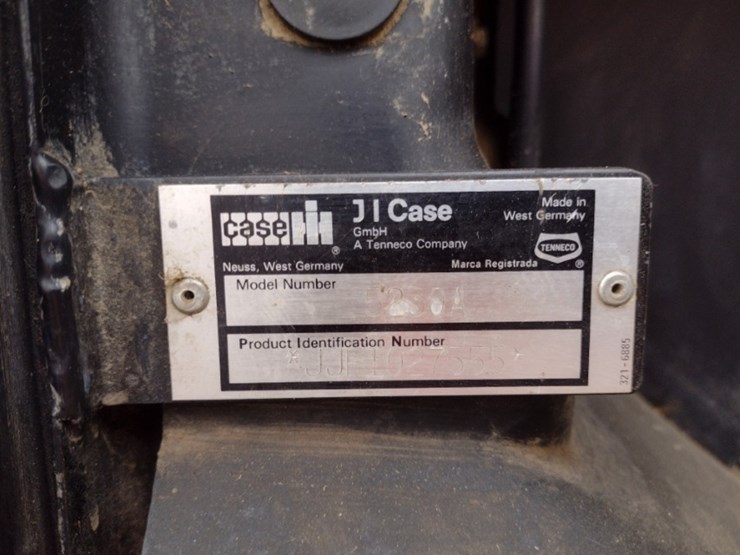 case IH
®
J I Case
GmbH
A Tenneco Company
Made in
West Germany
TENNECO
®
Neuss, West Germany
Marca Registrada
Model Number
Product Identification Number
321-6885